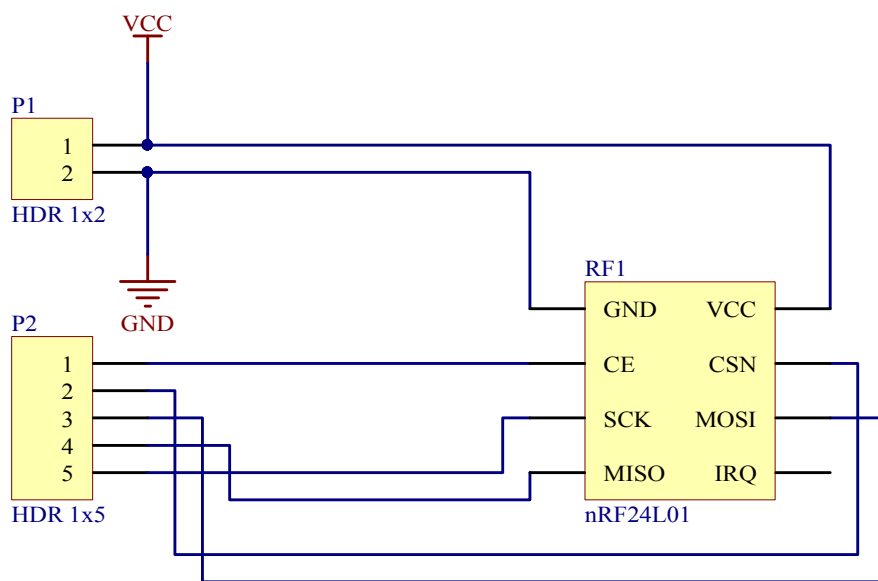 VCC
P1
1
2
HDR 1x2
GND
P2
1
2
3
4
5
HDR 1x5
RF1
GND VCC
CE CSN
SCK MOSI
MISO IRQ
nRF24L01